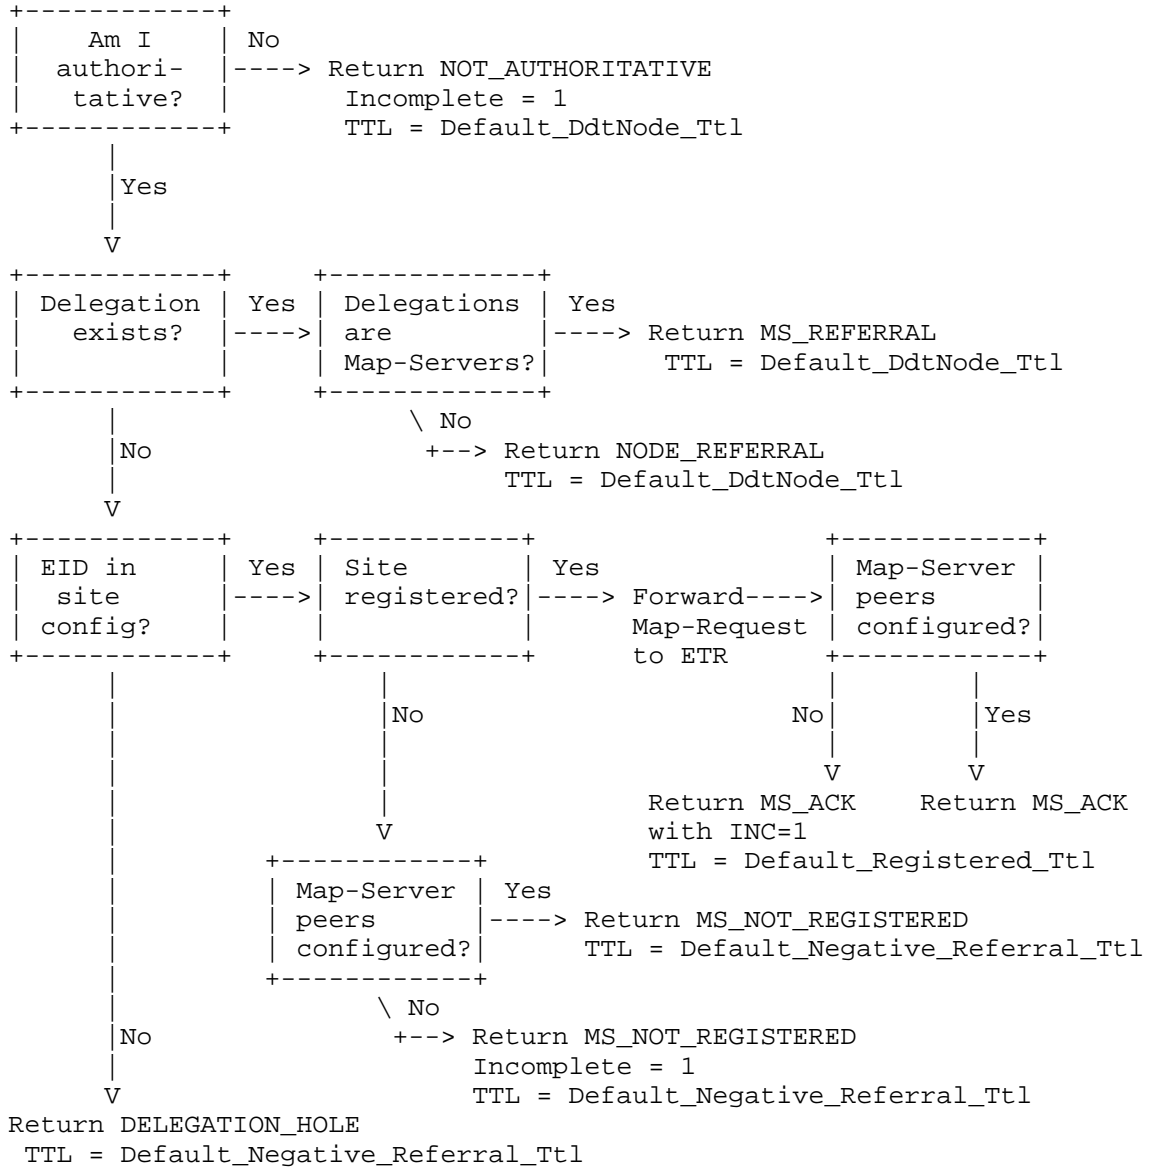 +------------+
|     Am I     | No
|   authori-   |----> Return NOT_AUTHORITATIVE
|    tative?   |       Incomplete = 1
+------------+       TTL = Default_DdtNode_Ttl
      |
      |Yes
      |
      V
+------------+     +-------------+
| Delegation | Yes | Delegations | Yes
|   exists?  |---->| are         |----> Return MS_REFERRAL
|            |     | Map-Servers?|       TTL = Default_DdtNode_Ttl
+------------+     +-------------+
      |                  \ No
      |No                 +--> Return NODE_REFERRAL
      |                        TTL = Default_DdtNode_Ttl
      V
+------------+     +------------+                  +------------+
| EID in     | Yes | Site       | Yes              | Map-Server |
|  site      |---->| registered?|----> Forward---->| peers      |
| config?    |     |            |      Map-Request | configured?|
+------------+     +------------+      to ETR      +------------+
      |                |                           |        |
      |                |No                       No|        |Yes
      |                |                           |        |
      |                |                           V        V
      |                |                Return MS_ACK    Return MS_ACK
      |                V                with INC=1
      |         +------------+          TTL = Default_Registered_Ttl
      |         | Map-Server | Yes
      |         | peers      |----> Return MS_NOT_REGISTERED
      |         | configured?|      TTL = Default_Negative_Referral_Ttl
      |         +------------+
      |                \ No
      |No               +--> Return MS_NOT_REGISTERED
      |                      Incomplete = 1
      V                      TTL = Default_Negative_Referral_Ttl
Return DELEGATION_HOLE
 TTL = Default_Negative_Referral_Ttl